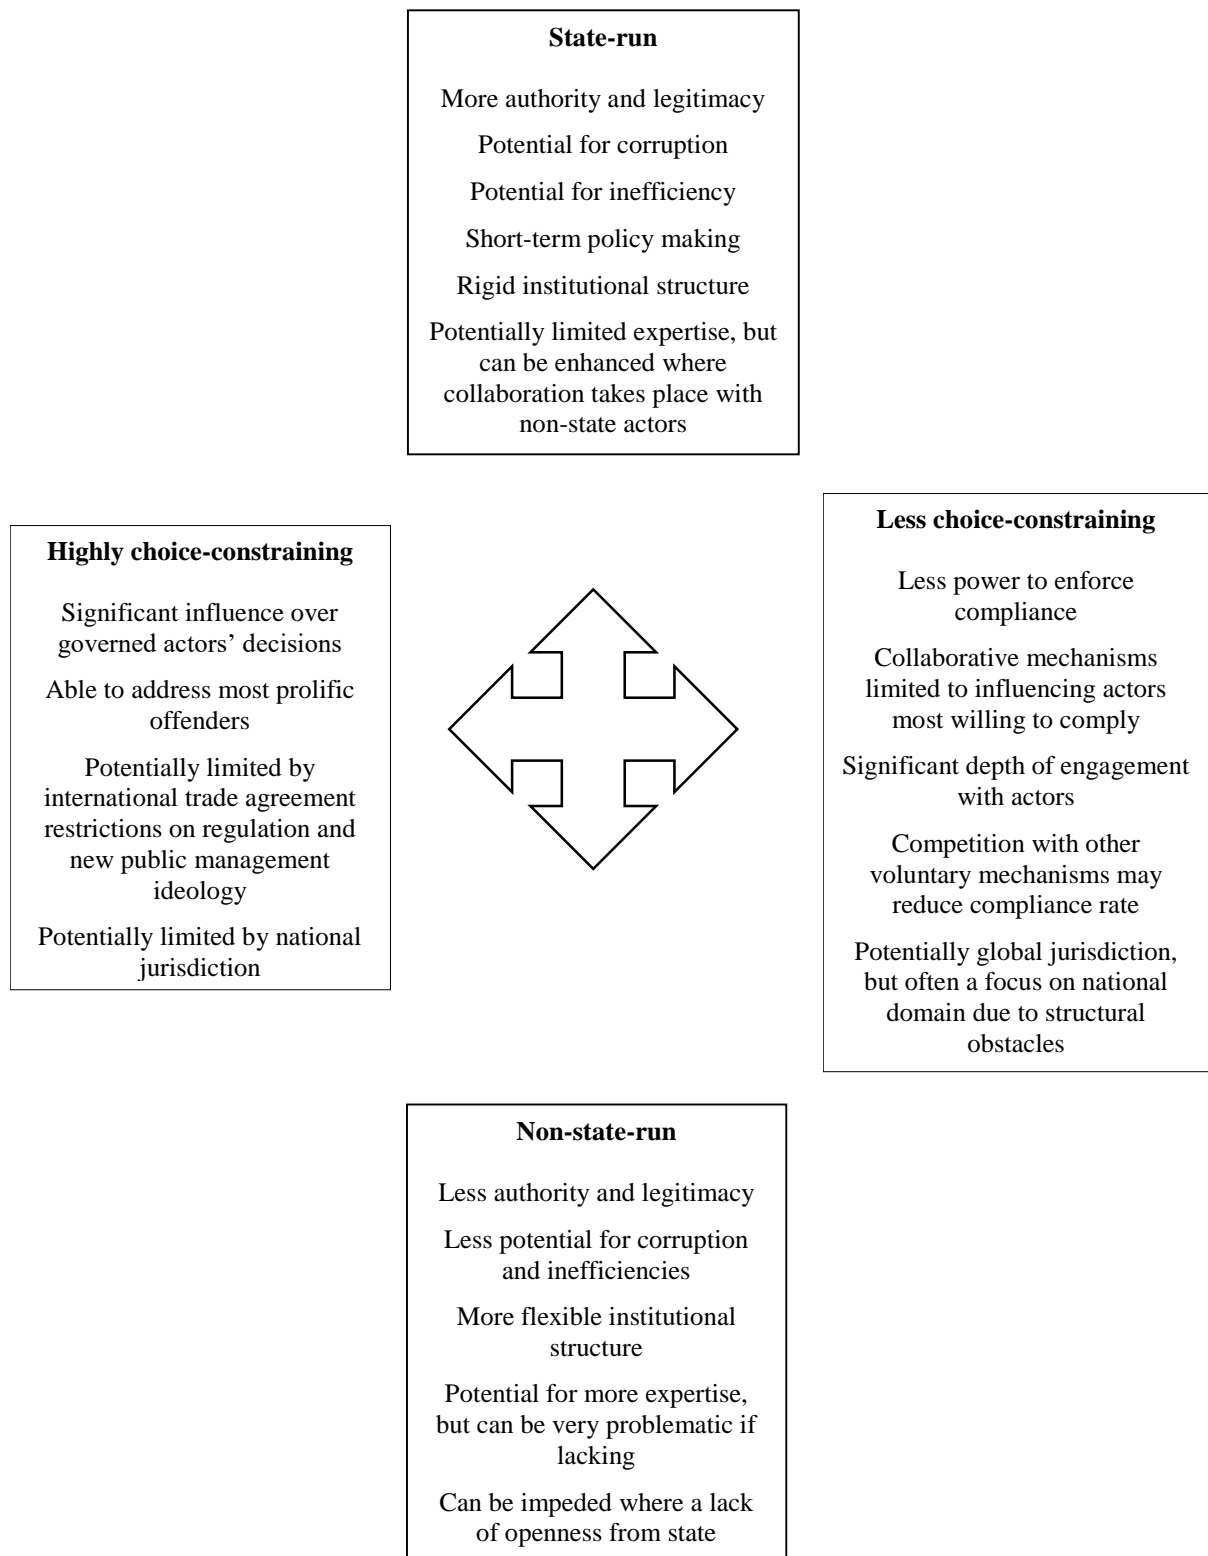 State-run
More authority and legitimacy
Potential for corruption
Potential for inefficiency
Short-term policy making
Rigid institutional structure
Potentially limited expertise, but
can be enhanced where
collaboration takes place with
non-state actors
Highly choice-constraining
Significant influence over
governed actors’ decisions
Able to address most prolific
offenders
Potentially limited by
international trade agreement
restrictions on regulation and
new public management
ideology
Potentially limited by national
jurisdiction
Less choice-constraining
Less power to enforce
compliance
Collaborative mechanisms
limited to influencing actors
most willing to comply
Significant depth of engagement
with actors
Competition with other
voluntary mechanisms may
reduce compliance rate
Potentially global jurisdiction,
but often a focus on national
domain due to structural
obstacles
Non-state-run
Less authority and legitimacy
Less potential for corruption
and inefficiencies
More flexible institutional
structure
Potential for more expertise,
but can be very problematic if
lacking
Can be impeded where a lack
of openness from state